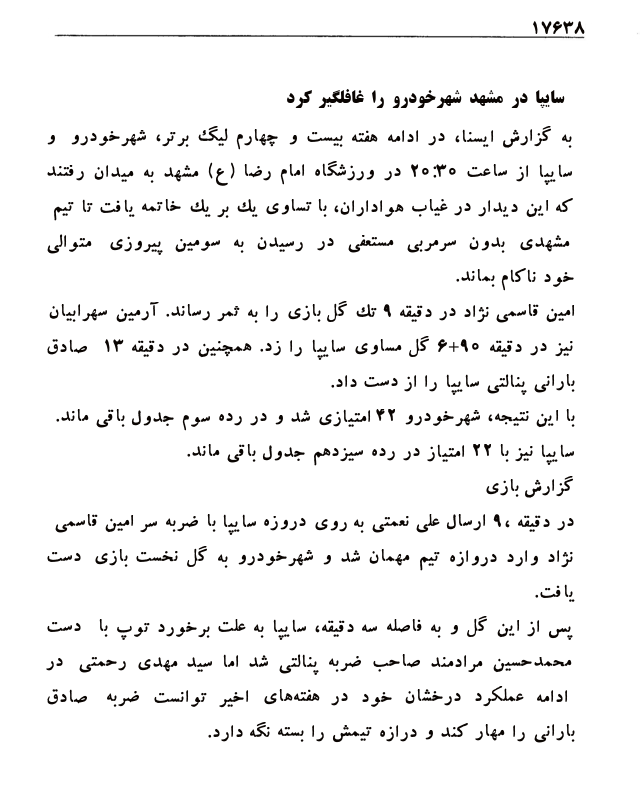 ۱۷۶۳۸
سایپا در مشهد شهرخودرو را غافلگیر کرد
به گزارش ایسنا، در ادامه هفته بیست و چهارم لیگ برتر، شهرخودرو و
سایپا از ساعت ۲۰:۳۰ در ورزشگاه امام رضا (ع) مشهد به میدان رفتند
که این دیدار در غیاب هواداران، با تساوی یك بر یك خاتمه یافت تا تیم
مشهدی بدون سرمربی مستعفی در رسیدن به سومین پیروزی متوالی
خود ناکام بماند.
امین قاسمی نژاد در دقیقه ۹ تك گل بازی را به ثمر رساند. آرمین سهرابیان
نیز در دقیقه ۹۰+۶ گل مساوی سایپا را زد. همچنین در دقیقه ۱۳ صادق
بارانی پنالتی سایپا را از دست داد.
با این نتیجه، شهرخودرو ۴۲ امتیازی شد و در رده سوم جدول باقی ماند.
سایپا نیز با ۲۲ امتیاز در رده سیزدهم جدول باقی ماند.
گزارش بازی
در دقیقه ۹، ارسال علی نعمتی به روی دروزه سایپا با ضربه سر امین قاسمی
نژاد وارد دروازه تیم مهمان شد و شهرخودرو به گل نخست بازی دست
یافت.
پس از این گل و به فاصله سه دقیقه، سایپا به علت برخورد توپ با دست
محمدحسین مرادمند صاحب ضربه پنالتی شد اما سید مهدی رحمتی در
ادامه عملکرد درخشان خود در هفته‌های اخیر توانست ضربه صادق
بارانی را مهار کند و درازه تیمش را بسته نگه دارد.